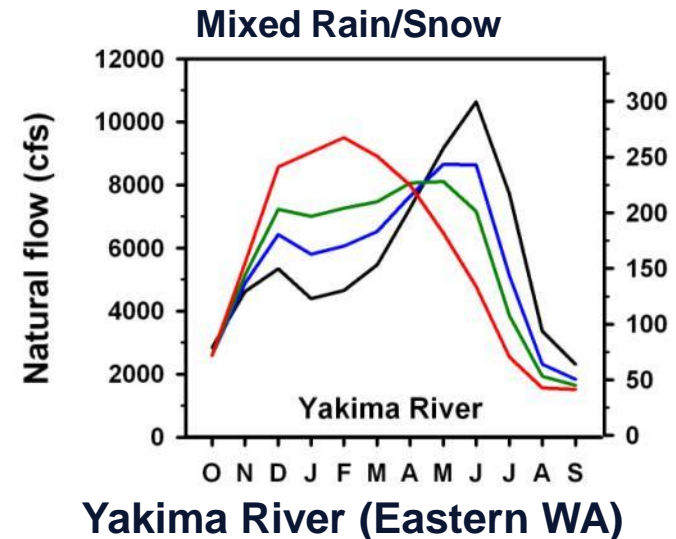 Mixed Rain/Snow
12000
10000
8000
6000
4000
2000
0
Natural flow (cfs)
300
250
200
150
100
50
0
Yakima River
O N D J F M A M J J A S
Yakima River (Eastern WA)